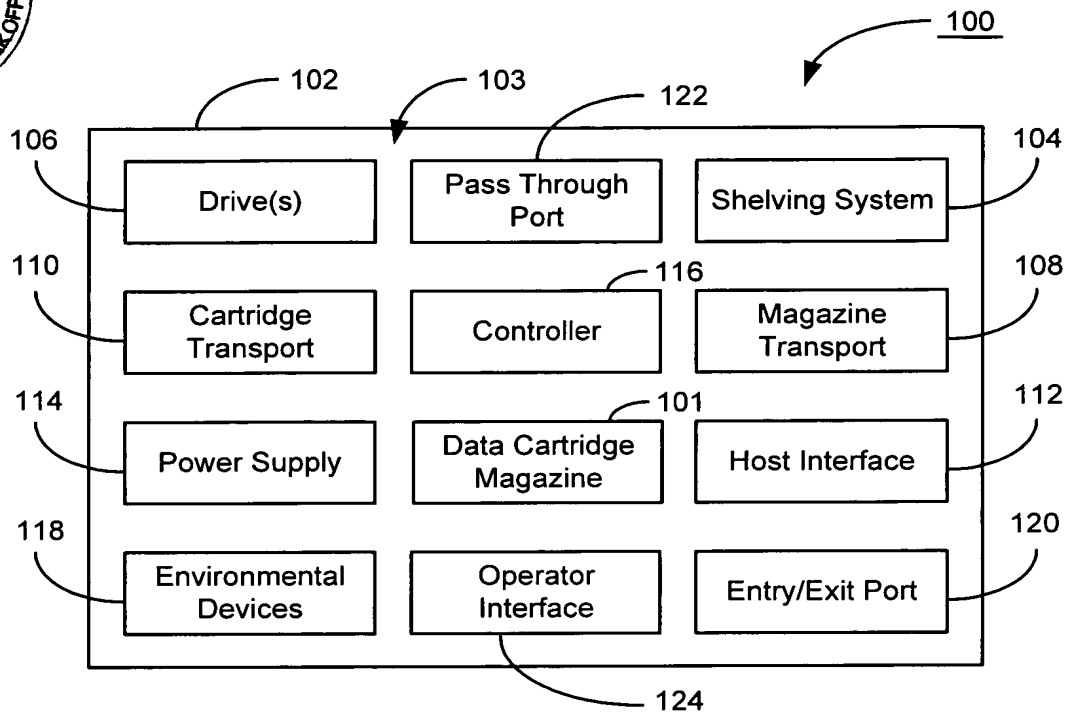 100
102
103
122
106
104
Drive(s)
Pass Through
Port
Shelving System
110
116
108
Cartridge
Transport
Controller
Magazine
Transport
114
101
112
Power Supply
Data Cartridge
Magazine
Host Interface
118
120
Environmental
Devices
Operator
Interface
Entry/Exit Port
124